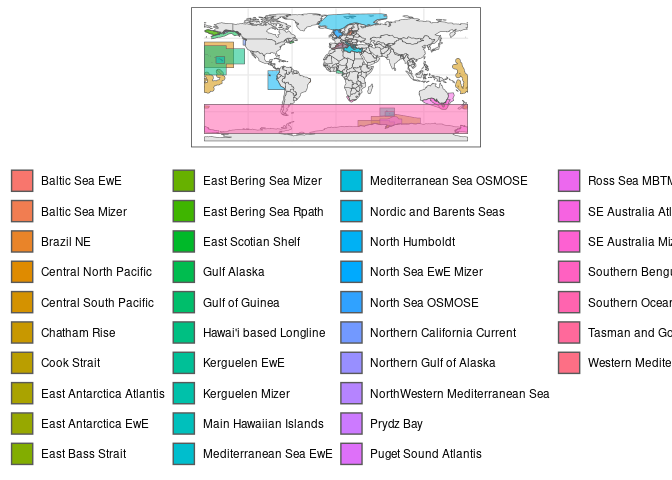 Baltic Sea EwE
Baltic Sea Mizer
Brazil NE
Central North Pacific
Central South Pacific
Chatham Rise
Cook Strait
East Antarctica Atlantis
East Antarctica EwE
East Bass Strait
East Bering Sea Mizer
East Bering Sea Rpath
East Scotian Shelf
Gulf Alaska
Gulf of Guinea
Hawai'i based Longline
Kerguelen EwE
Kerguelen Mizer
Main Hawaiian Islands
Mediterranean Sea EwE
Mediterranean Sea OSMOSE
Nordic and Barents Seas
North Humboldt
North Sea EwE Mizer
North Sea OSMOSE
Northern California Current
Northern Gulf of Alaska
NorthWestern Mediterranean Sea
Prydz Bay
Puget Sound Atlantis
Ross Sea MBTM
SE Australia Atl
SE Australia Miz
Southern Bengu
Southern Ocean
Tasman and Go
Western Medite